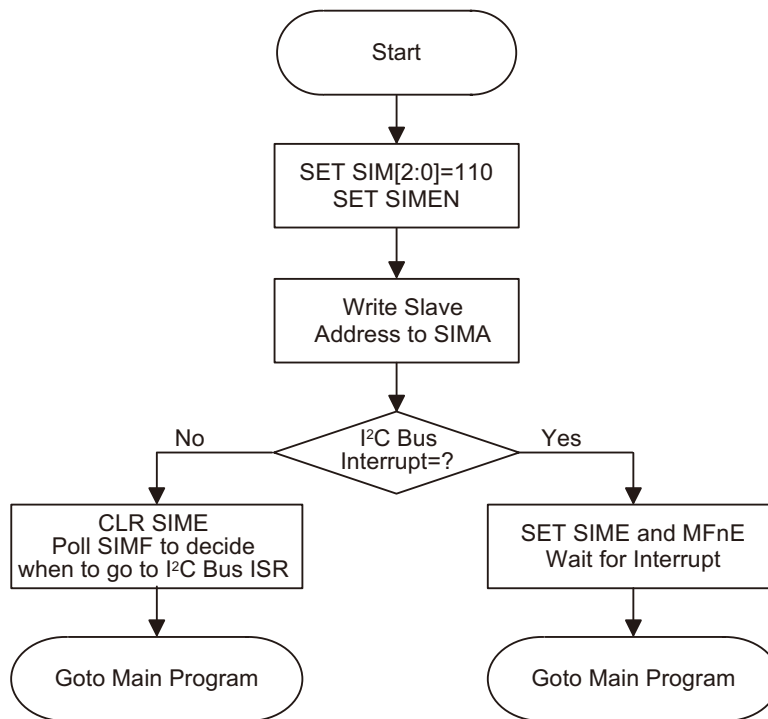 Start
SET SIM[2:0]=110
SET SIMEN
Write Slave
Address to SIMA
I²C Bus
Interrupt=?
No
Yes
CLR SIME
Poll SIMF to decide
when to go to I²C Bus ISR
SET SIME and MFnE
Wait for Interrupt
Goto Main Program
Goto Main Program